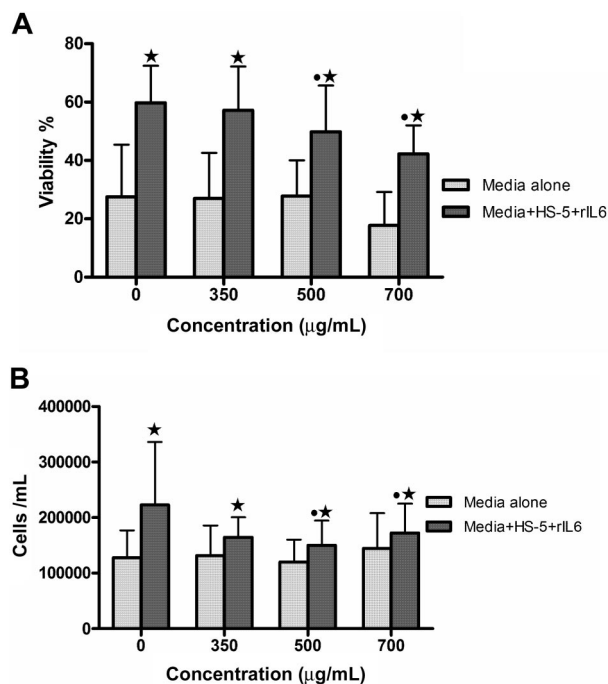 A
80
60
40
20
0
Viability %
★ ★ •★ •★
Media alone
Media+HS-5+rIL6
0 350 500 700
Concentration (μg/mL)
B
400000
300000
200000
100000
0
Cells /mL
★ ★ •★ •★
Media alone
Media+HS-5+rIL6
0 350 500 700
Concentration (μg/mL)